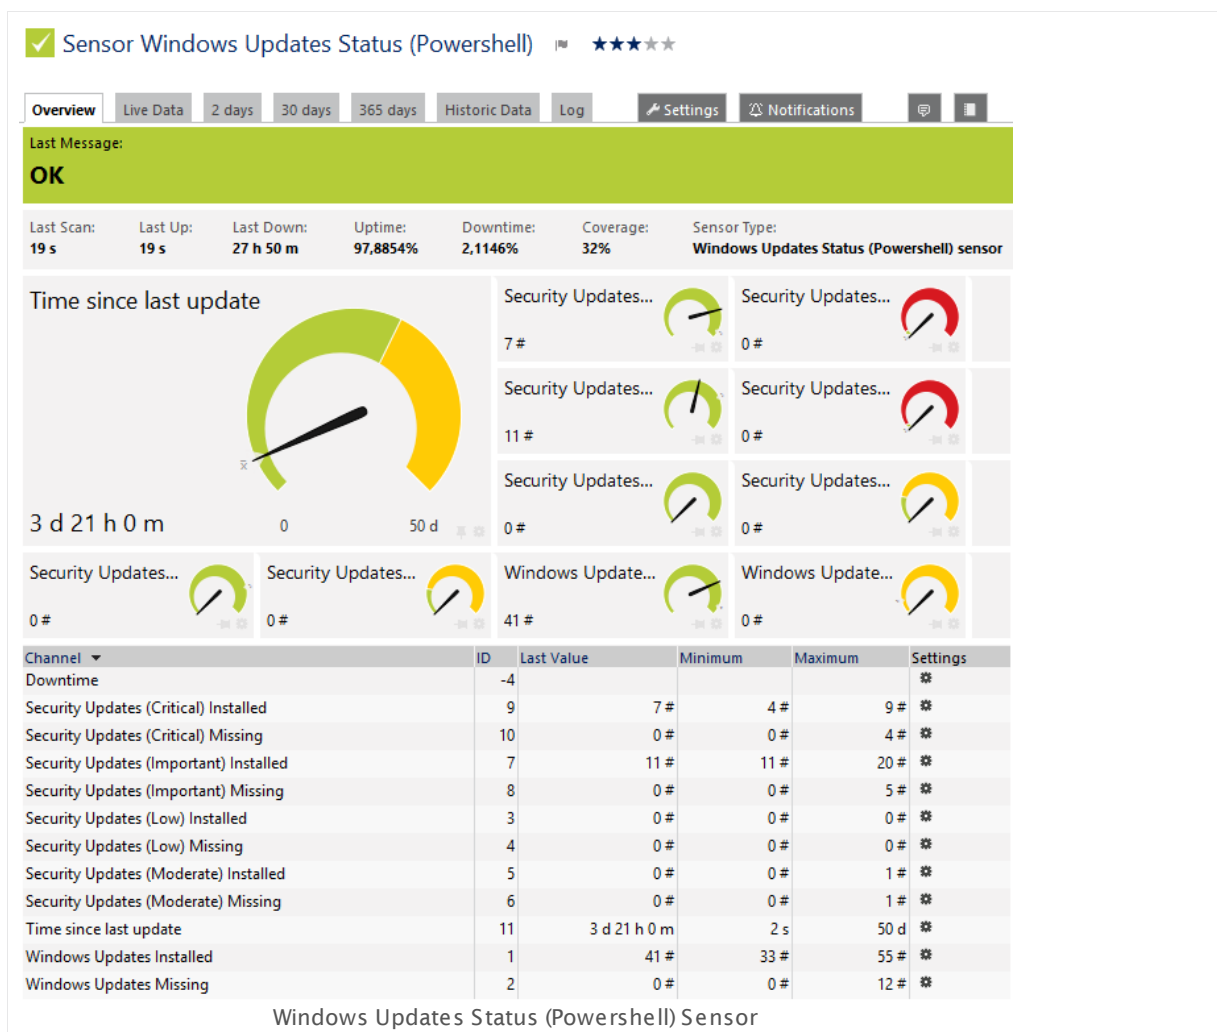 Sensor Windows Updates Status (Powershell)
Overview Live Data 2 days 30 days 365 days Historic Data Log Settings Notifications
Last Message:
OK
Last Scan: Last Up: Last Down: Uptime: Downtime: Coverage: Sensor Type:
19 s 19 s 27 h 50 m 97,8854% 2,1146% 32% Windows Updates Status (Powershell) sensor
Time since last update
3 d 21 h 0 m 0 50 d
Security Updates...
7 #
Security Updates...
0 #
Security Updates...
11 #
Security Updates...
0 #
Security Updates...
0 #
Security Updates...
0 #
Security Updates...
0 #
Security Updates...
0 #
Windows Update...
41 #
Windows Update...
0 #
Channel ID Last Value Minimum Maximum Settings
Downtime -4
Security Updates (Critical) Installed 9 7 # 4 # 9 #
Security Updates (Critical) Missing 10 0 # 0 # 4 #
Security Updates (Important) Installed 7 11 # 11 # 20 #
Security Updates (Important) Missing 8 0 # 0 # 5 #
Security Updates (Low) Installed 3 0 # 0 # 0 #
Security Updates (Low) Missing 4 0 # 0 # 0 #
Security Updates (Moderate) Installed 5 0 # 0 # 1 #
Security Updates (Moderate) Missing 6 0 # 0 # 1 #
Time since last update 11 3 d 21 h 0 m 2 s 50 d
Windows Updates Installed 1 41 # 33 # 55 #
Windows Updates Missing 2 0 # 0 # 12 #
Windows Updates Status (Powershell) Sensor